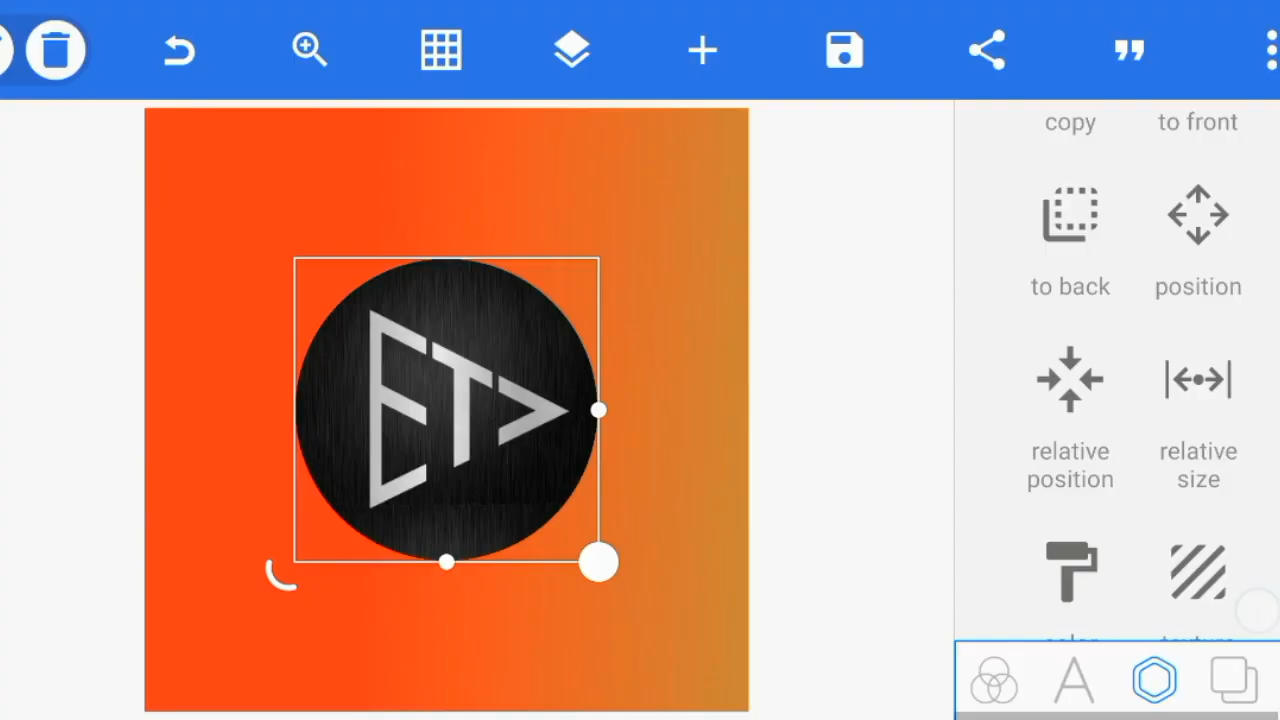 copy
to front
to back
position
ET>
relative
position
relative
size